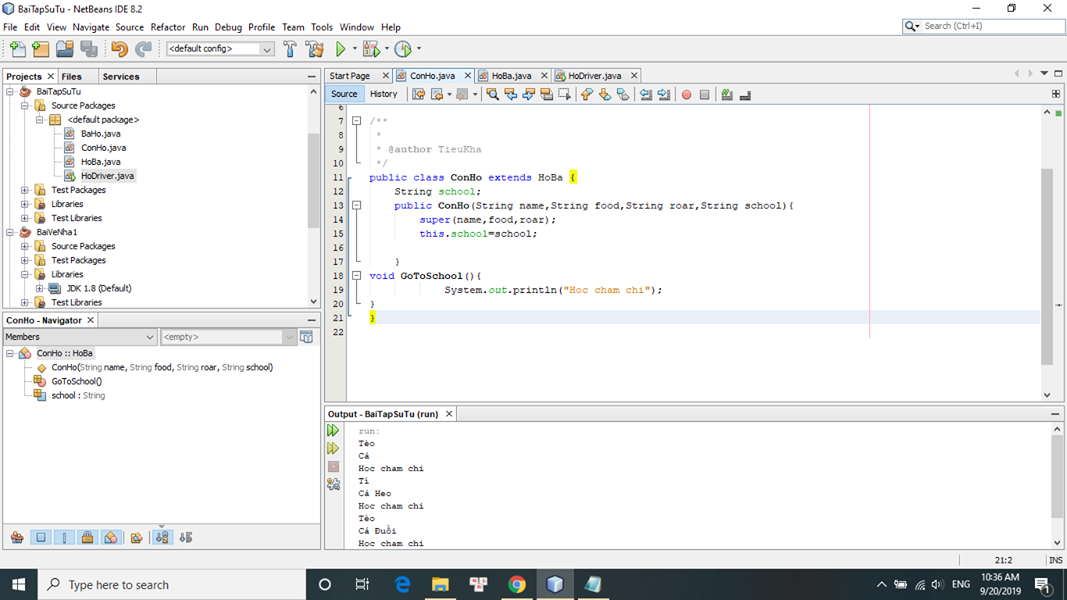 BaiTapSuTu - NetBeans IDE 8.2
File Edit View Navigate Source Refactor Run Debug Profile Team Tools Window Help
Search (Ctrl+I)
<default config>
Projects Files Services
BaiTapSuTu
Source Packages
<default package>
BaHo.java
ConHo.java
HoBa.java
HoDriver.java
Test Packages
Libraries
Test Libraries
BaiVeNha1
Source Packages
Test Packages
Libraries
JDK 1.8 (Default)
Test Libraries
ConHo - Navigator
Members <empty>
ConHo :: HoBa
ConHo(String name, String food, String roar, String school)
GoToSchool()
school : String
Start Page ConHo.java HoBa.java HoDriver.java
Source History
6
7 /**
8 *
9 * @author TieuKha
10 */
11 public class ConHo extends HoBa {
12 String school;
13 public ConHo(String name,String food,String roar,String school){
14 super(name,food,roar);
15 this.school=school;
16
17 }
18 void GoToSchool(){
19 System.out.println("Hoc cham chi");
20 }
21 }
22
Output - BaiTapSuTu (run)
run:
Tèo
Cá
Hoc cham chi
Tí
Cá Heo
Hoc cham chi
Tèo
Cá Đuối
Hoc cham chi
21:2 INS
Type here to search
ENG
10:36 AM
9/20/2019
1